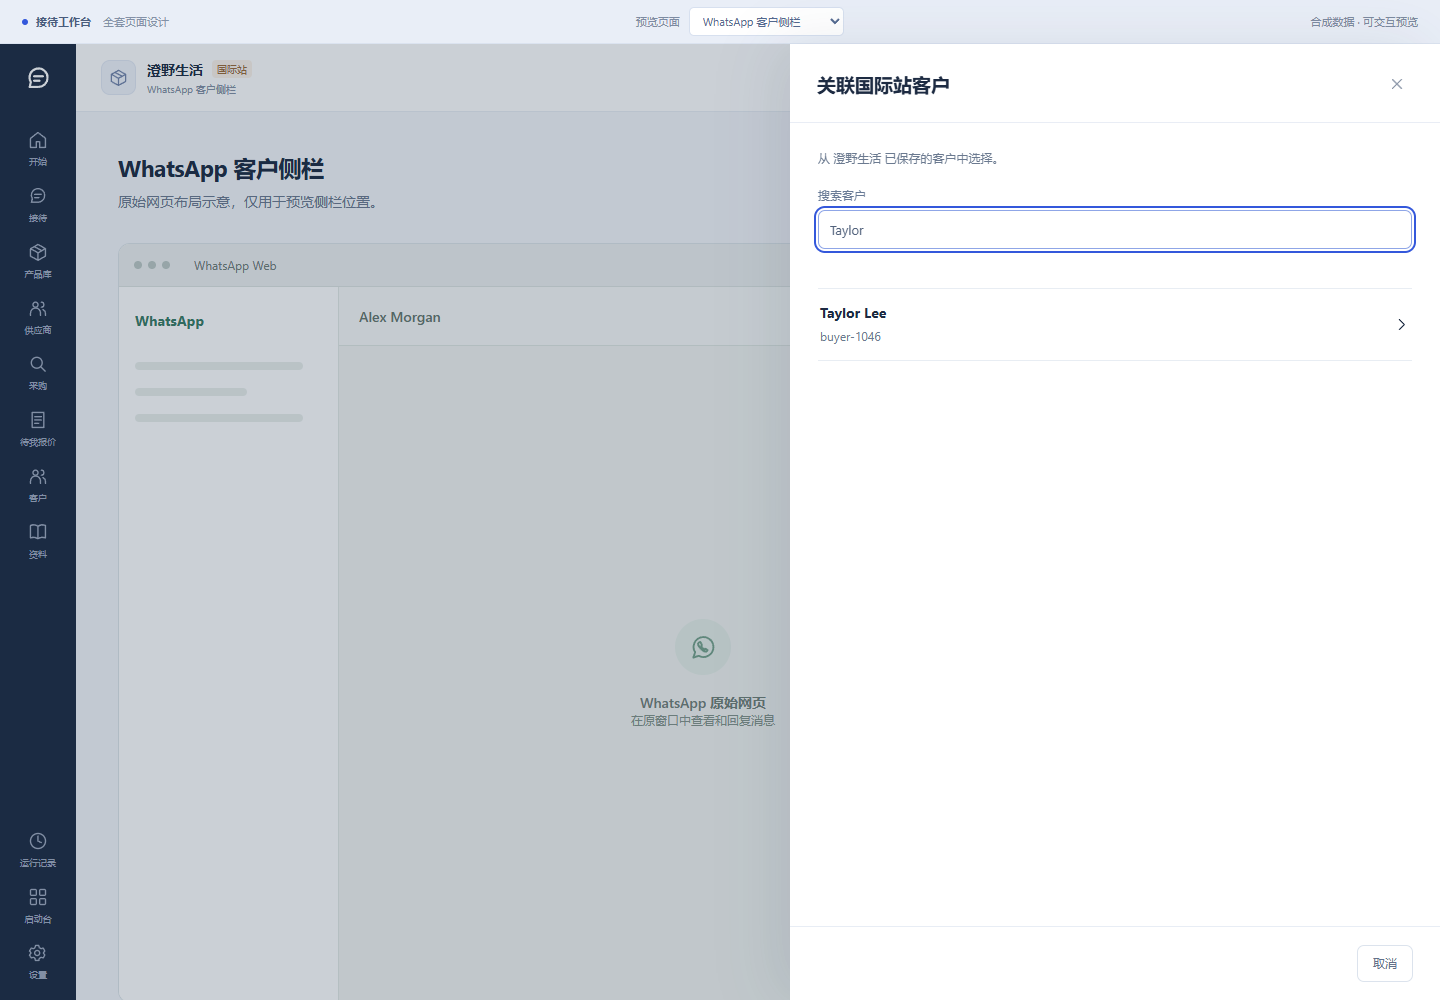 接待工作台 全套页面设计
预览页面 WhatsApp 客户侧栏
合成数据 · 可交互预览
开始
接待
产品库
供应商
采购
待我报价
客户
资料
运行记录
启动台
设置
澄野生活 国际站
WhatsApp 客户侧栏
WhatsApp 客户侧栏
原始网页布局示意，仅用于预览侧栏位置。
WhatsApp Web
WhatsApp
Alex Morgan
WhatsApp 原始网页
在原窗口中查看和回复消息
关联国际站客户
从 澄野生活 已保存的客户中选择。
搜索客户
Taylor
Taylor Lee
buyer-1046
取消